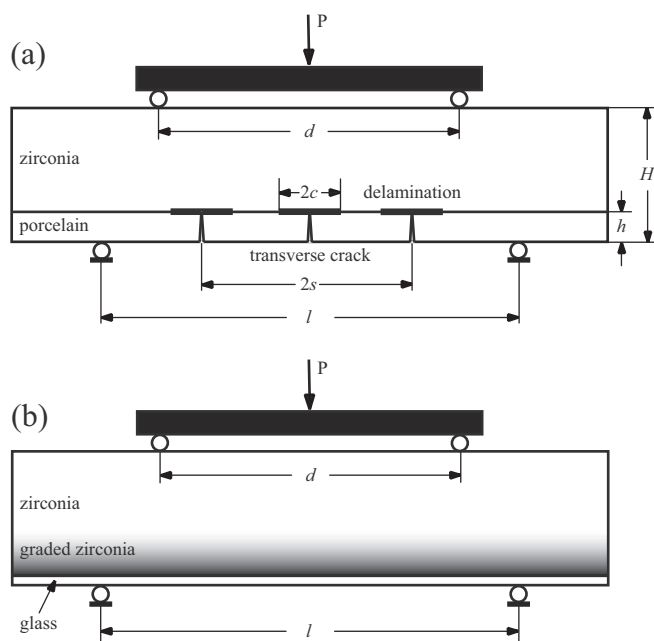 (a)
P
d
zirconia
2c
delamination
H
porcelain
h
transverse crack
2s
l
(b)
P
d
zirconia
graded zirconia
glass
l